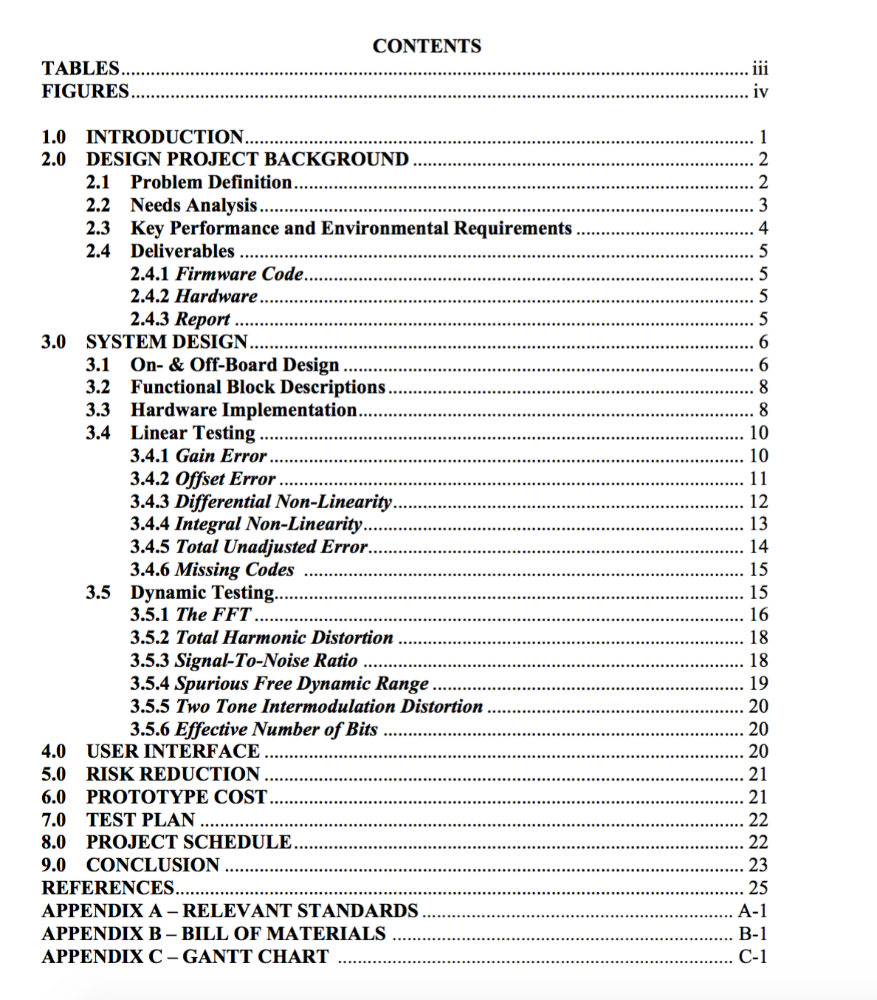 CONTENTS
TABLES................................................................ iii
FIGURES................................................................ iv
1.0 INTRODUCTION................................................................ 1
2.0 DESIGN PROJECT BACKGROUND ................................................................ 2
2.1 Problem Definition................................................................ 2
2.2 Needs Analysis................................................................ 3
2.3 Key Performance and Environmental Requirements ................................................................ 4
2.4 Deliverables ................................................................ 5
2.4.1 Firmware Code................................................................ 5
2.4.2 Hardware................................................................ 5
2.4.3 Report ................................................................ 5
3.0 SYSTEM DESIGN................................................................ 6
3.1 On- & Off-Board Design ................................................................ 6
3.2 Functional Block Descriptions................................................................ 8
3.3 Hardware Implementation................................................................ 8
3.4 Linear Testing ................................................................ 10
3.4.1 Gain Error................................................................ 10
3.4.2 Offset Error ................................................................ 11
3.4.3 Differential Non-Linearity................................................................ 12
3.4.4 Integral Non-Linearity................................................................ 13
3.4.5 Total Unadjusted Error................................................................ 14
3.4.6 Missing Codes ................................................................ 15
3.5 Dynamic Testing................................................................ 15
3.5.1 The FFT ................................................................ 16
3.5.2 Total Harmonic Distortion ................................................................ 18
3.5.3 Signal-To-Noise Ratio ................................................................ 18
3.5.4 Spurious Free Dynamic Range ................................................................ 19
3.5.5 Two Tone Intermodulation Distortion ................................................................ 20
3.5.6 Effective Number of Bits ................................................................ 20
4.0 USER INTERFACE ................................................................ 20
5.0 RISK REDUCTION ................................................................ 21
6.0 PROTOTYPE COST................................................................ 21
7.0 TEST PLAN ................................................................ 22
8.0 PROJECT SCHEDULE................................................................ 22
9.0 CONCLUSION ................................................................ 23
REFERENCES................................................................ 25
APPENDIX A – RELEVANT STANDARDS ................................................................ A-1
APPENDIX B – BILL OF MATERIALS ................................................................ B-1
APPENDIX C – GANTT CHART ................................................................ C-1